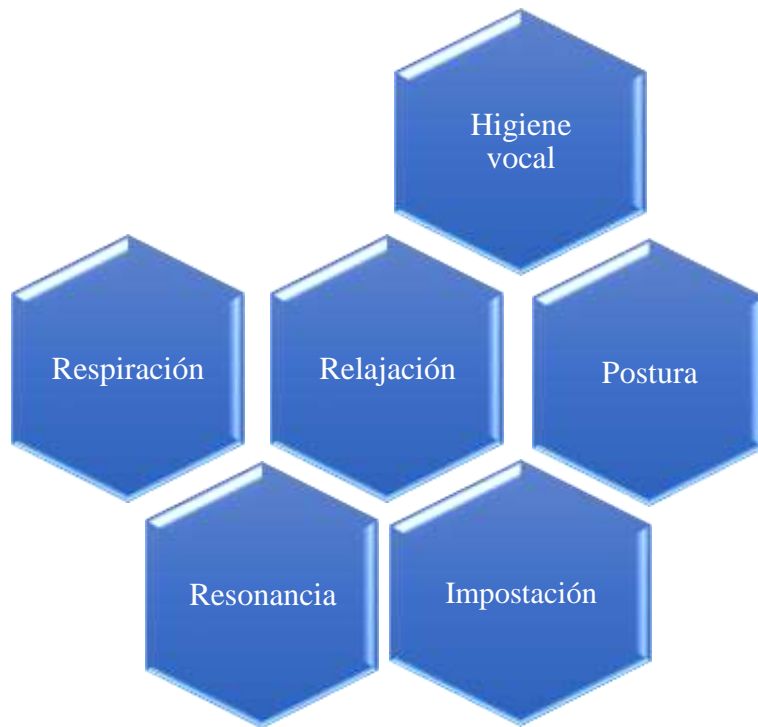 Higiene
vocal
Respiración
Relajación
Postura
Resonancia
Impostación